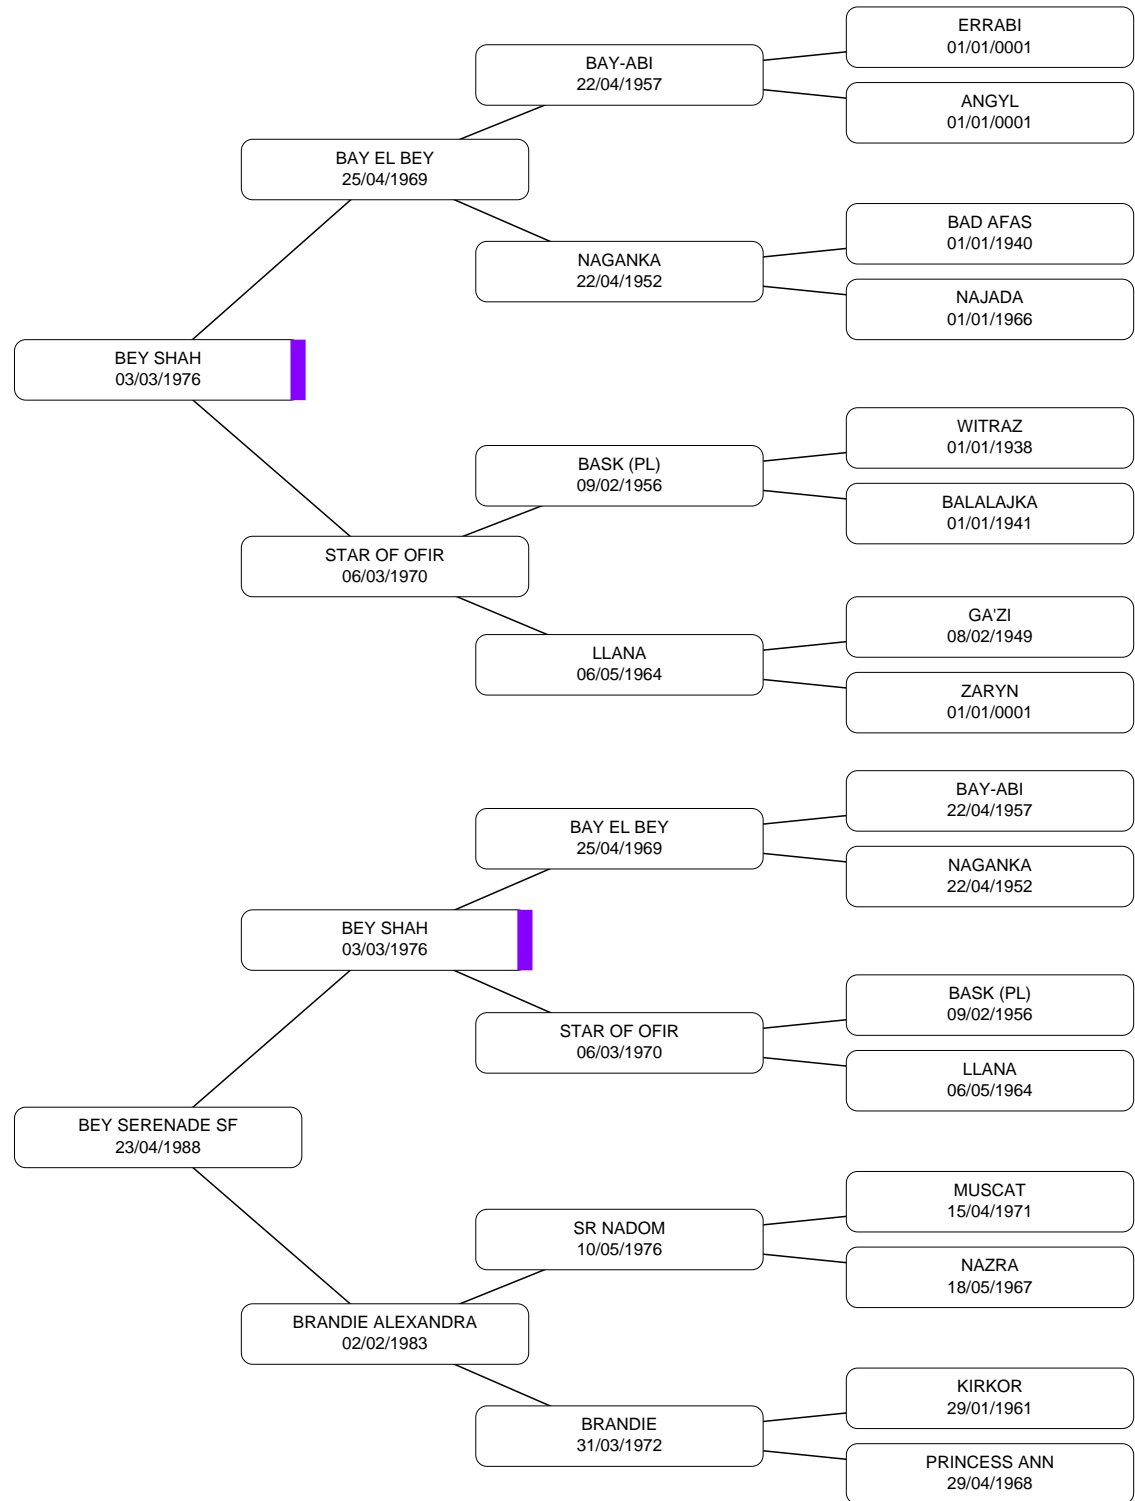 ERRABI
01/01/0001
BAY-ABI
22/04/1957
ANGYL
01/01/0001
BAY EL BEY
25/04/1969
BAD AFAS
01/01/1940
NAGANKA
22/04/1952
NAJADA
01/01/1966
BEY SHAH
03/03/1976
WITRAZ
01/01/1938
BASK (PL)
09/02/1956
BALALAJKA
01/01/1941
STAR OF OFIR
06/03/1970
GA'ZI
08/02/1949
LLANA
06/05/1964
ZARYN
01/01/0001
BAY-ABI
22/04/1957
BAY EL BEY
25/04/1969
NAGANKA
22/04/1952
BEY SHAH
03/03/1976
BASK (PL)
09/02/1956
STAR OF OFIR
06/03/1970
LLANA
06/05/1964
BEY SERENADE SF
23/04/1988
MUSCAT
15/04/1971
SR NADOM
10/05/1976
NAZRA
18/05/1967
BRANDIE ALEXANDRA
02/02/1983
KIRKOR
29/01/1961
BRANDIE
31/03/1972
PRINCESS ANN
29/04/1968